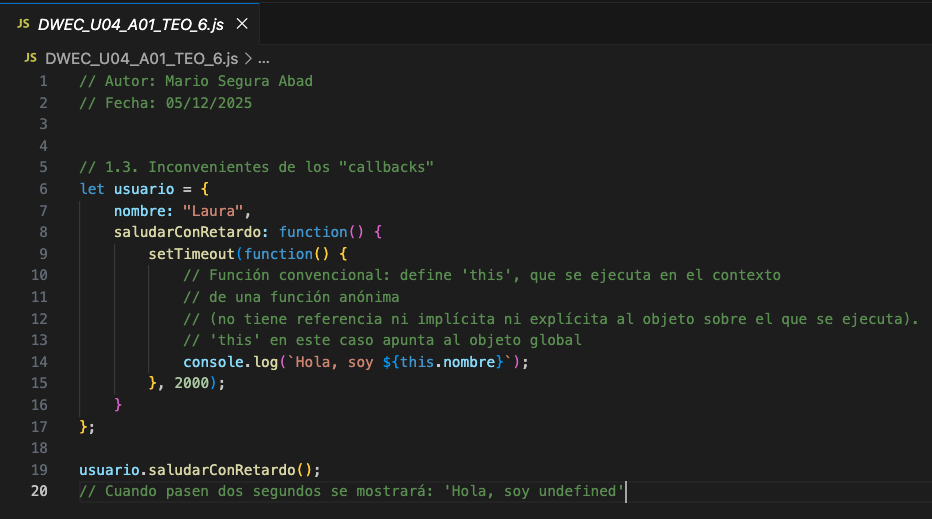 JS DWEC_U04_A01_TEO_6.js ×
JS DWEC_U04_A01_TEO_6.js > ...
1 // Autor: Mario Segura Abad
2 // Fecha: 05/12/2025
3
4
5 // 1.3. Inconvenientes de los "callbacks"
6 let usuario = {
7 nombre: "Laura",
8 saludarConRetardo: function() {
9 setTimeout(function() {
10 // Función convencional: define 'this', que se ejecuta en el contexto
11 // de una función anónima
12 // (no tiene referencia ni implícita ni explícita al objeto sobre el que se ejecuta).
13 // 'this' en este caso apunta al objeto global
14 console.log(`Hola, soy ${this.nombre}`);
15 }, 2000);
16 }
17 };
18
19 usuario.saludarConRetardo();
20 // Cuando pasen dos segundos se mostrará: 'Hola, soy undefined'